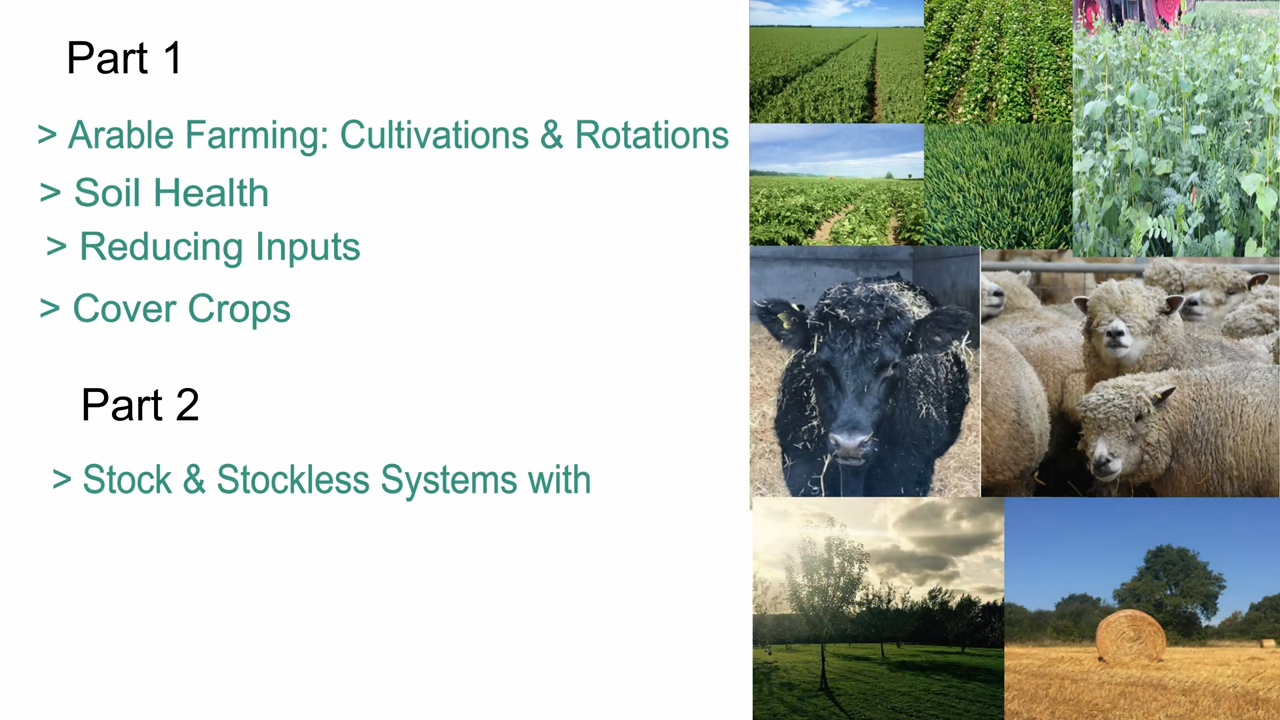 Part 1
> Arable Farming: Cultivations & Rotations
> Soil Health
> Reducing Inputs
> Cover Crops
Part 2
> Stock & Stockless Systems with